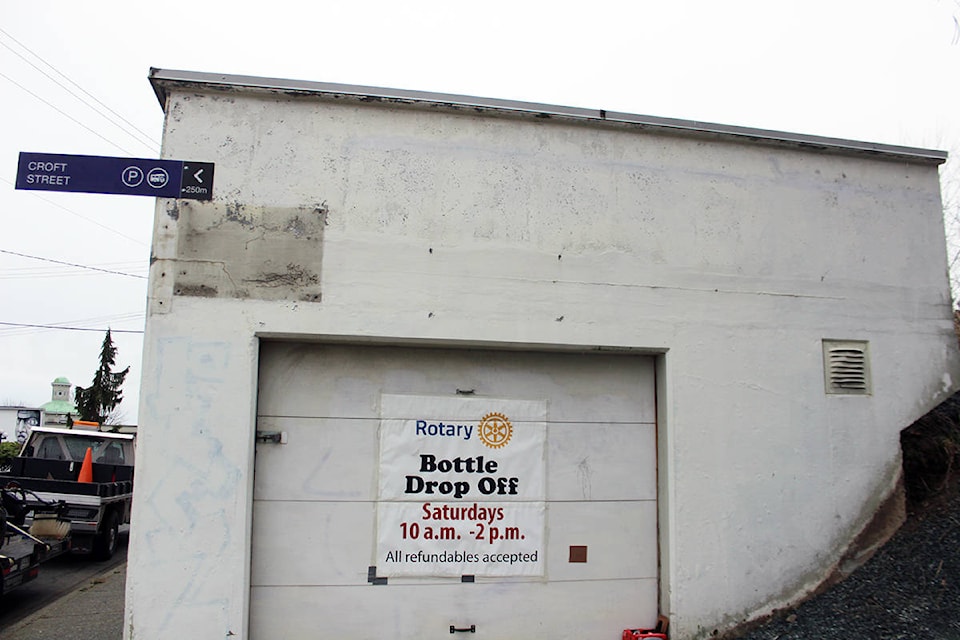 CROFT
STREET
P
250m
Rotary
Bottle
Drop Off
Saturdays
10 a.m. -2 p.m.
All refundables accepted